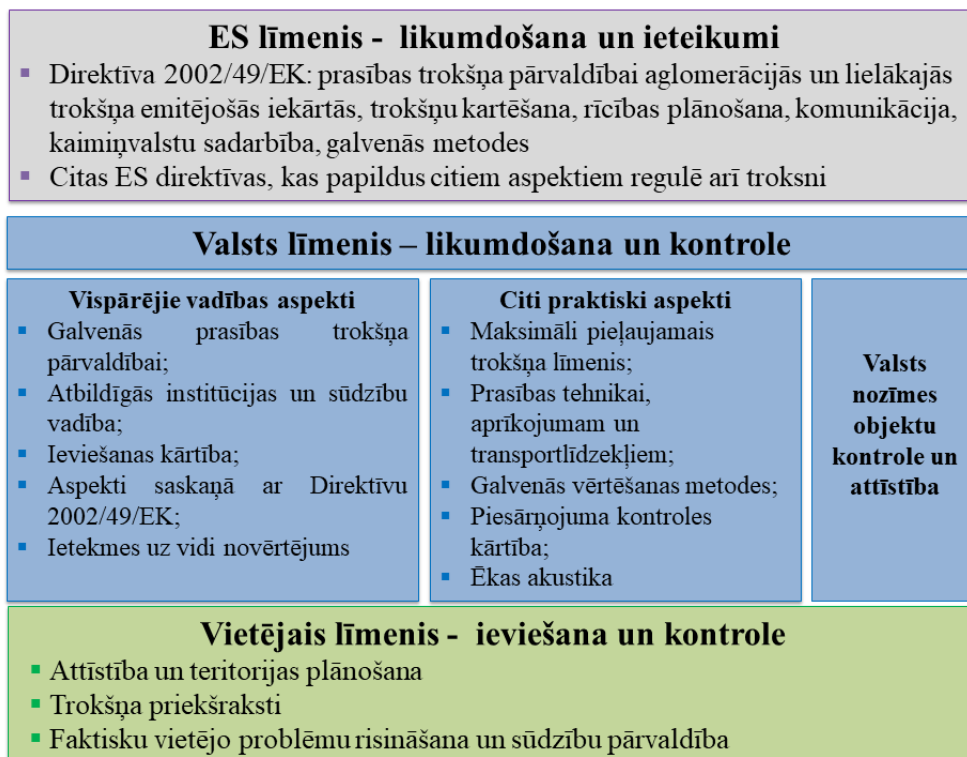 ES līmenis - likumdošana un ieteikumi
▪ Direktīva 2002/49/EK: prasības trokšņa pārvaldībai aglomerācijās un lielākajās
trokšņa emitējošās iekārtās, trokšņu kartēšana, rīcības plānošana, komunikācija,
kaimiņvalstu sadarbība, galvenās metodes
▪ Citas ES direktīvas, kas papildus citiem aspektiem regulē arī troksni
Valsts līmenis – likumdošana un kontrole
Vispārējie vadības aspekti
▪ Galvenās prasības trokšņa
pārvaldībai;
▪ Atbildīgās institūcijas un sūdzību
vadība;
▪ Ieviešanas kārtība;
▪ Aspekti saskaņā ar Direktīvu
2002/49/EK;
▪ Ietekmes uz vidi novērtējums
Citi praktiski aspekti
▪ Maksimāli pieļaujamais
trokšņa līmenis;
▪ Prasības tehnikai,
aprīkojumam un
transportlīdzekļiem;
▪ Galvenās vērtēšanas metodes;
▪ Piesārņojuma kontroles
kārtība;
▪ Ēkas akustika
Valsts
nozīmes
objektu
kontrole un
attīstība
Vietējais līmenis - ieviešana un kontrole
▪ Attīstība un teritorijas plānošana
▪ Trokšņa priekšraksti
▪ Faktisku vietējo problēmu risināšana un sūdzību pārvaldība